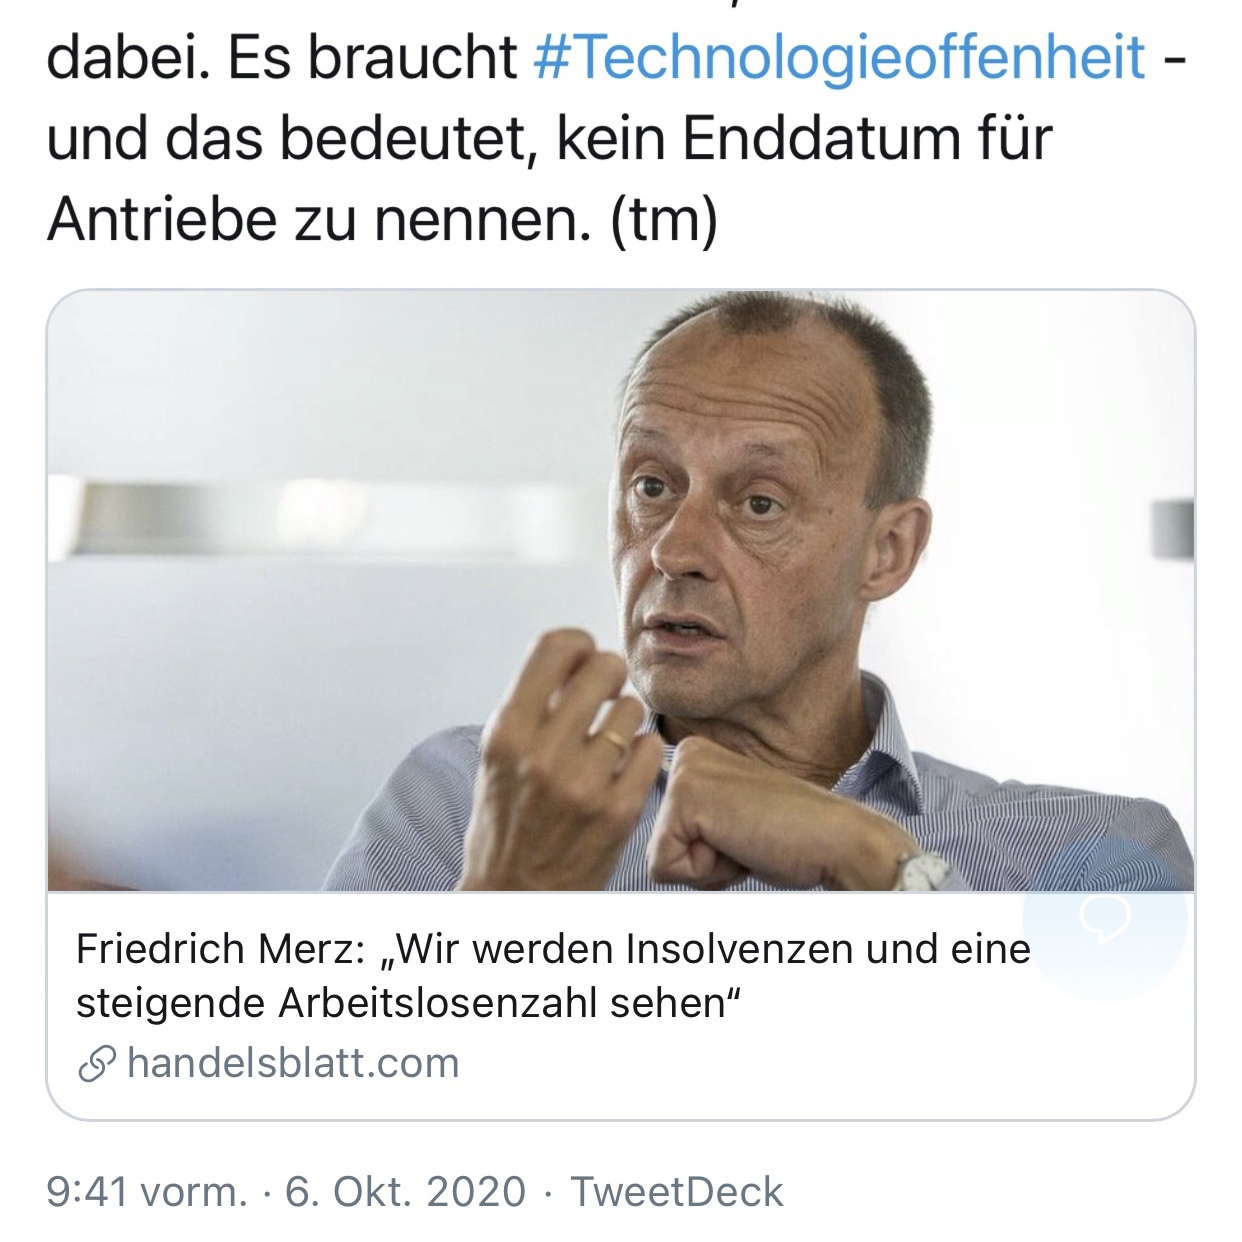 dabei. Es braucht #Technologieoffenheit -
und das bedeutet, kein Enddatum für
Antriebe zu nennen. (tm)
Friedrich Merz: „Wir werden Insolvenzen und eine
steigende Arbeitslosenzahl sehen“
handelsblatt.com
9:41 vorm. · 6. Okt. 2020 · TweetDeck